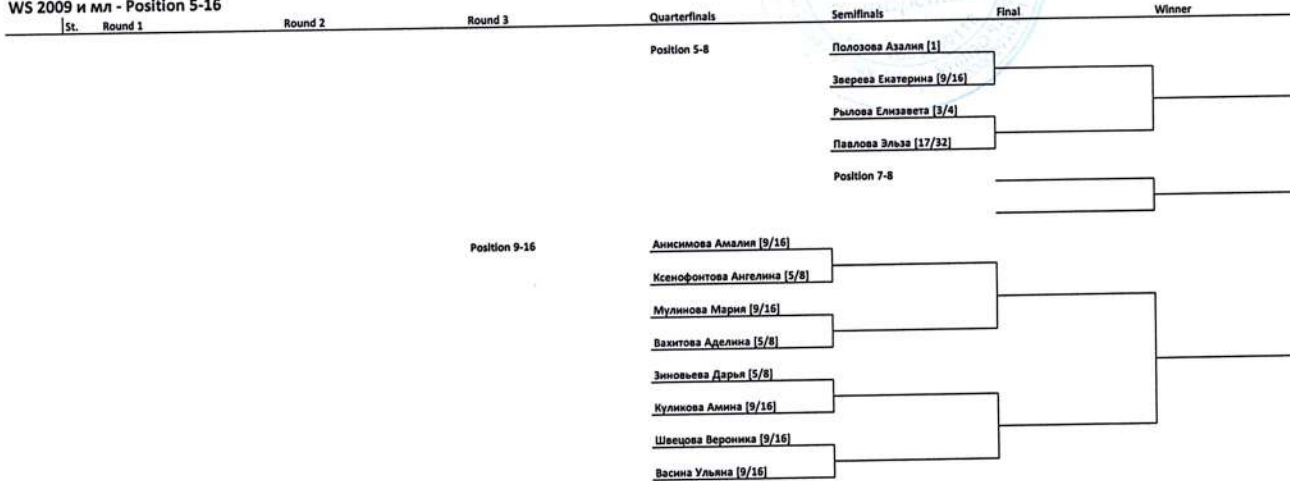 WS 2009 и мл - Position 5-16
St. Round 1 Round 2 Round 3 Quarterfinals Semifinals Final Winner
Position 5-8
Полозова Азалия [1]
Зверева Екатерина [9/16]
Рылова Елизавета [3/4]
Павлова Эльза [17/32]
Position 7-8
Position 9-16
Анисимова Амалия [9/16]
Ксенофонтова Ангелина [5/8]
Мулинова Мария [9/16]
Вахитова Аделина [5/8]
Зиновьева Дарья [5/8]
Куликова Амина [9/16]
Швецова Вероника [9/16]
Васина Ульяна [9/16]